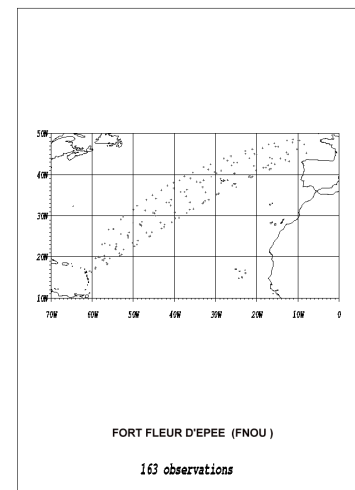 50N
40N
30N
20N
10N
70W 60W 50W 40W 30W 20W 10W 0
FORT FLEUR D'EPEE (FNOU )
163 observations